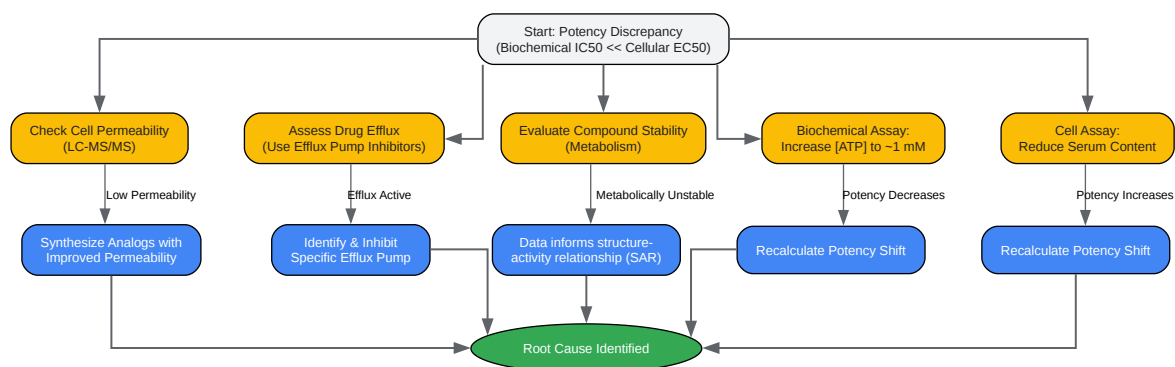 Start: Potency Discrepancy
(Biochemical IC50 << Cellular EC50)
Check Cell Permeability
(LC-MS/MS)
Assess Drug Efflux
(Use Efflux Pump Inhibitors)
Evaluate Compound Stability
(Metabolism)
Biochemical Assay:
Increase [ATP] to ~1 mM
Cell Assay:
Reduce Serum Content
Low Permeability
Efflux Active
Metabolically Unstable
Potency Decreases
Potency Increases
Synthesize Analogs with
Improved Permeability
Identify & Inhibit
Specific Efflux Pump
Data informs structure-
activity relationship (SAR)
Recalculate Potency Shift
Recalculate Potency Shift
Root Cause Identified